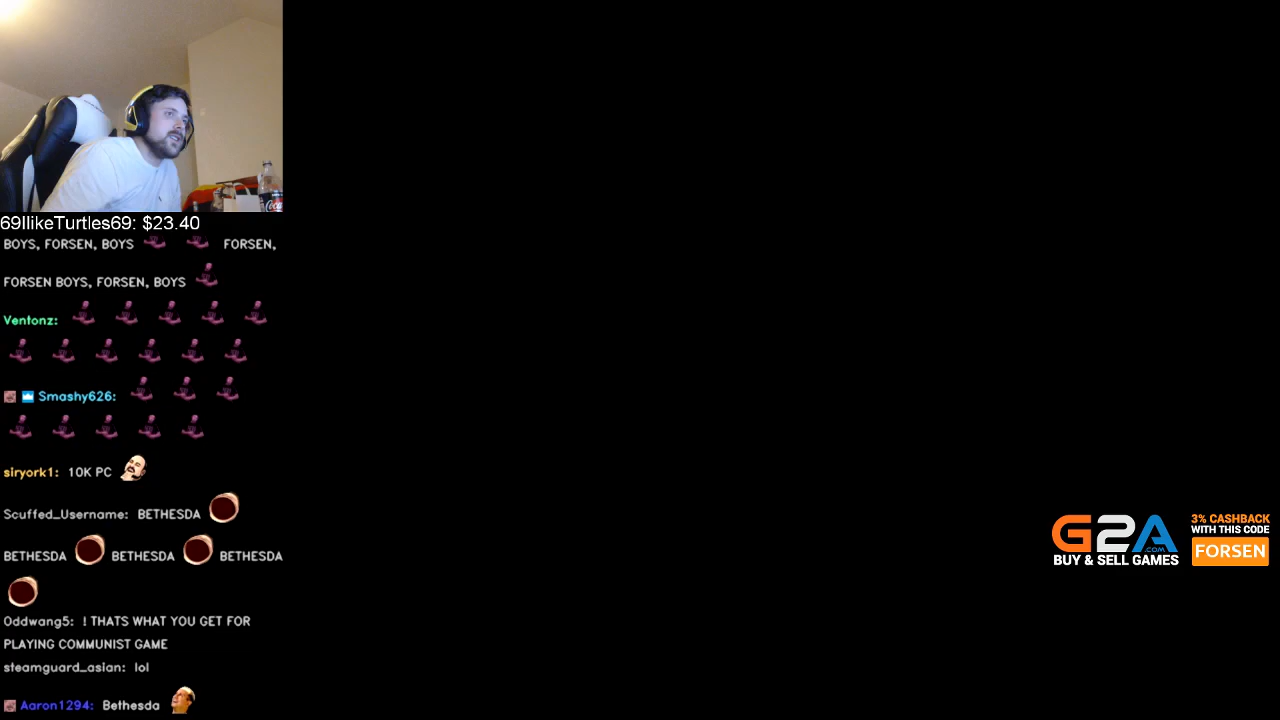 69IlikeTurtles69: $23.40
BOYS, FORSEN, BOYS FORSEN,
FORSEN BOYS, FORSEN, BOYS
Ventonz:
Smashy626:
siryork1: 10K PC
Scuffed_Username: BETHESDA
BETHESDA BETHESDA BETHESDA
Oddwang5: ! THATS WHAT YOU GET FOR
PLAYING COMMUNIST GAME
steamguard_asian: lol
Aaron1294: Bethesda
G2A
.COM
BUY & SELL GAMES
3% CASHBACK
WITH THIS CODE
FORSEN